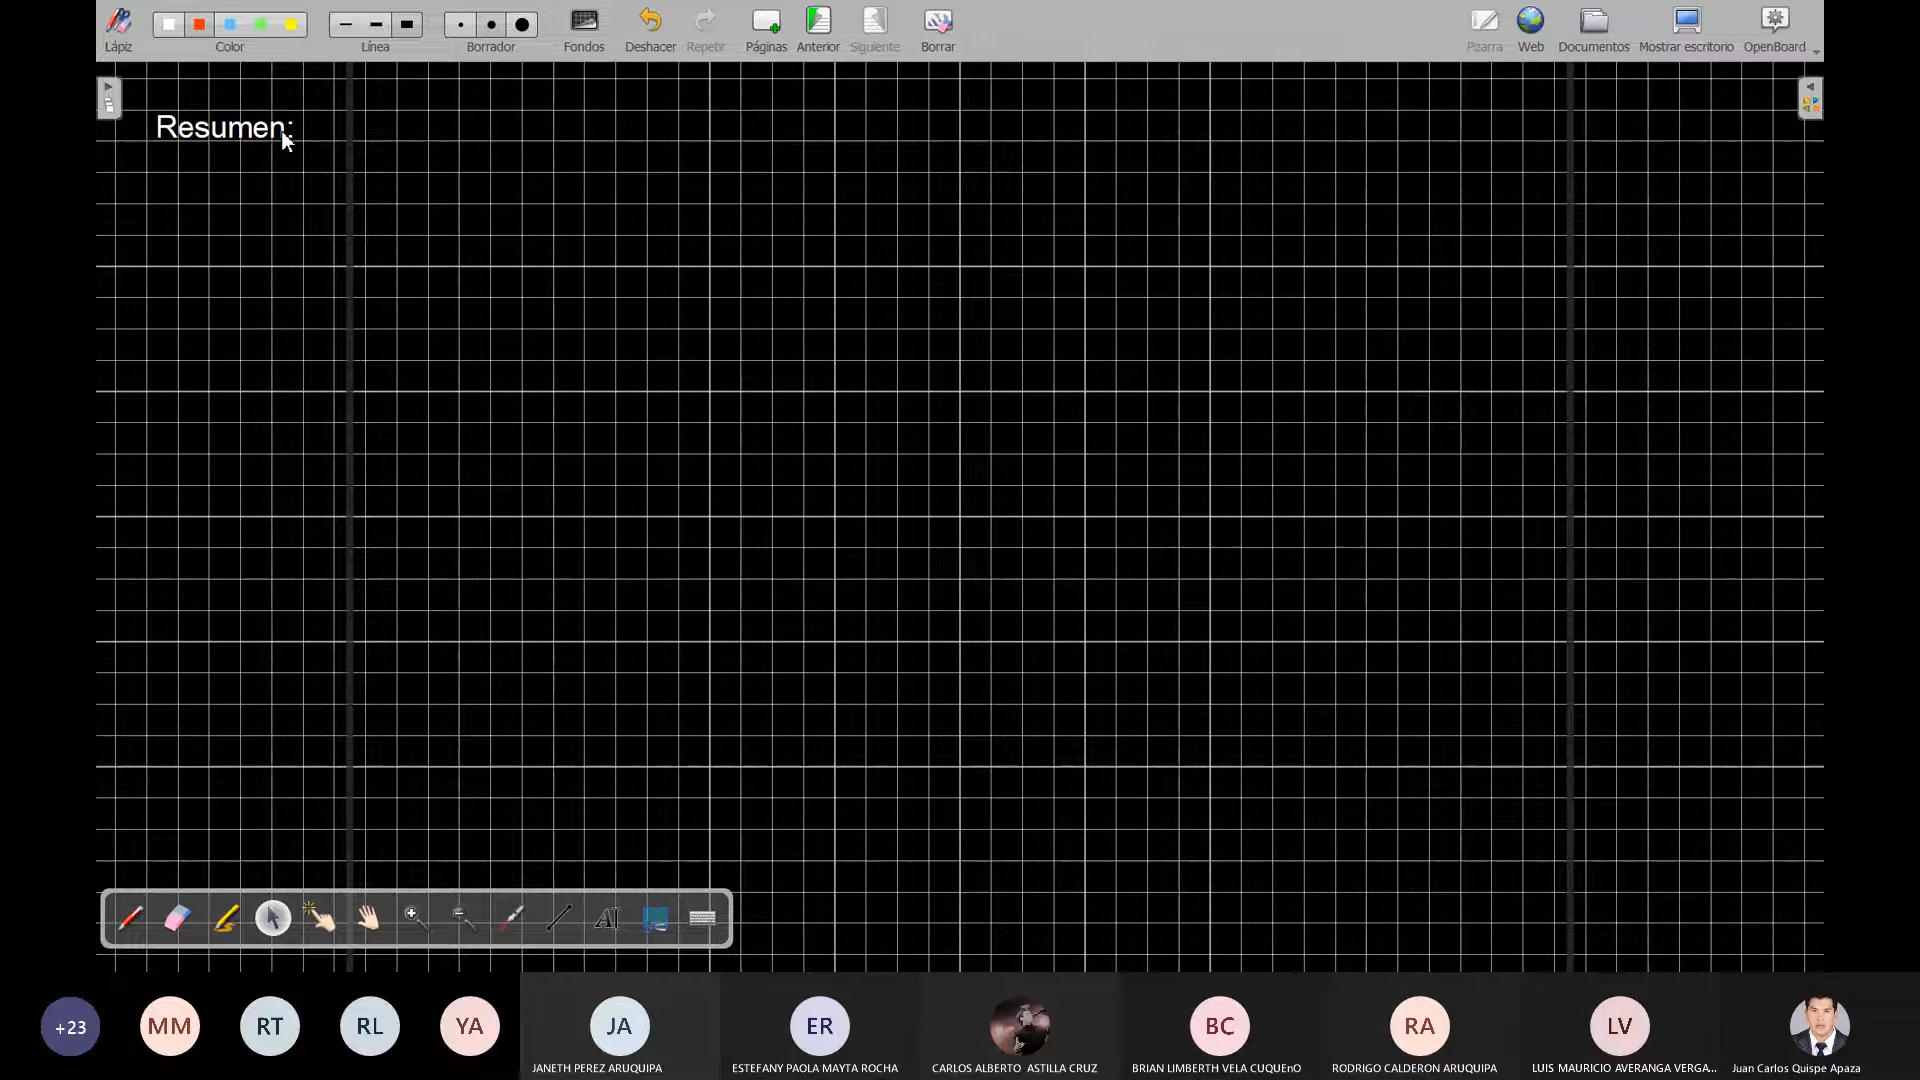 Lápiz
Color
Línea
Borrador
Fondos
Deshacer
Repetir
Páginas
Anterior
Siguiente
Borrar
Pizarra
Web
Documentos
Mostrar escritorio
OpenBoard
Resumen:
+23
MM
RT
RL
YA
JA
ER
BC
RA
LV
JANETH PEREZ ARUQUIPA
ESTEFANY PAOLA MAYTA ROCHA
CARLOS ALBERTO ASTILLA CRUZ
BRIAN LIMBERTH VELA CUQUEnO
RODRIGO CALDERON ARUQUIPA
LUIS MAURICIO AVERANGA VERGA...
Juan Carlos Quispe Apaza